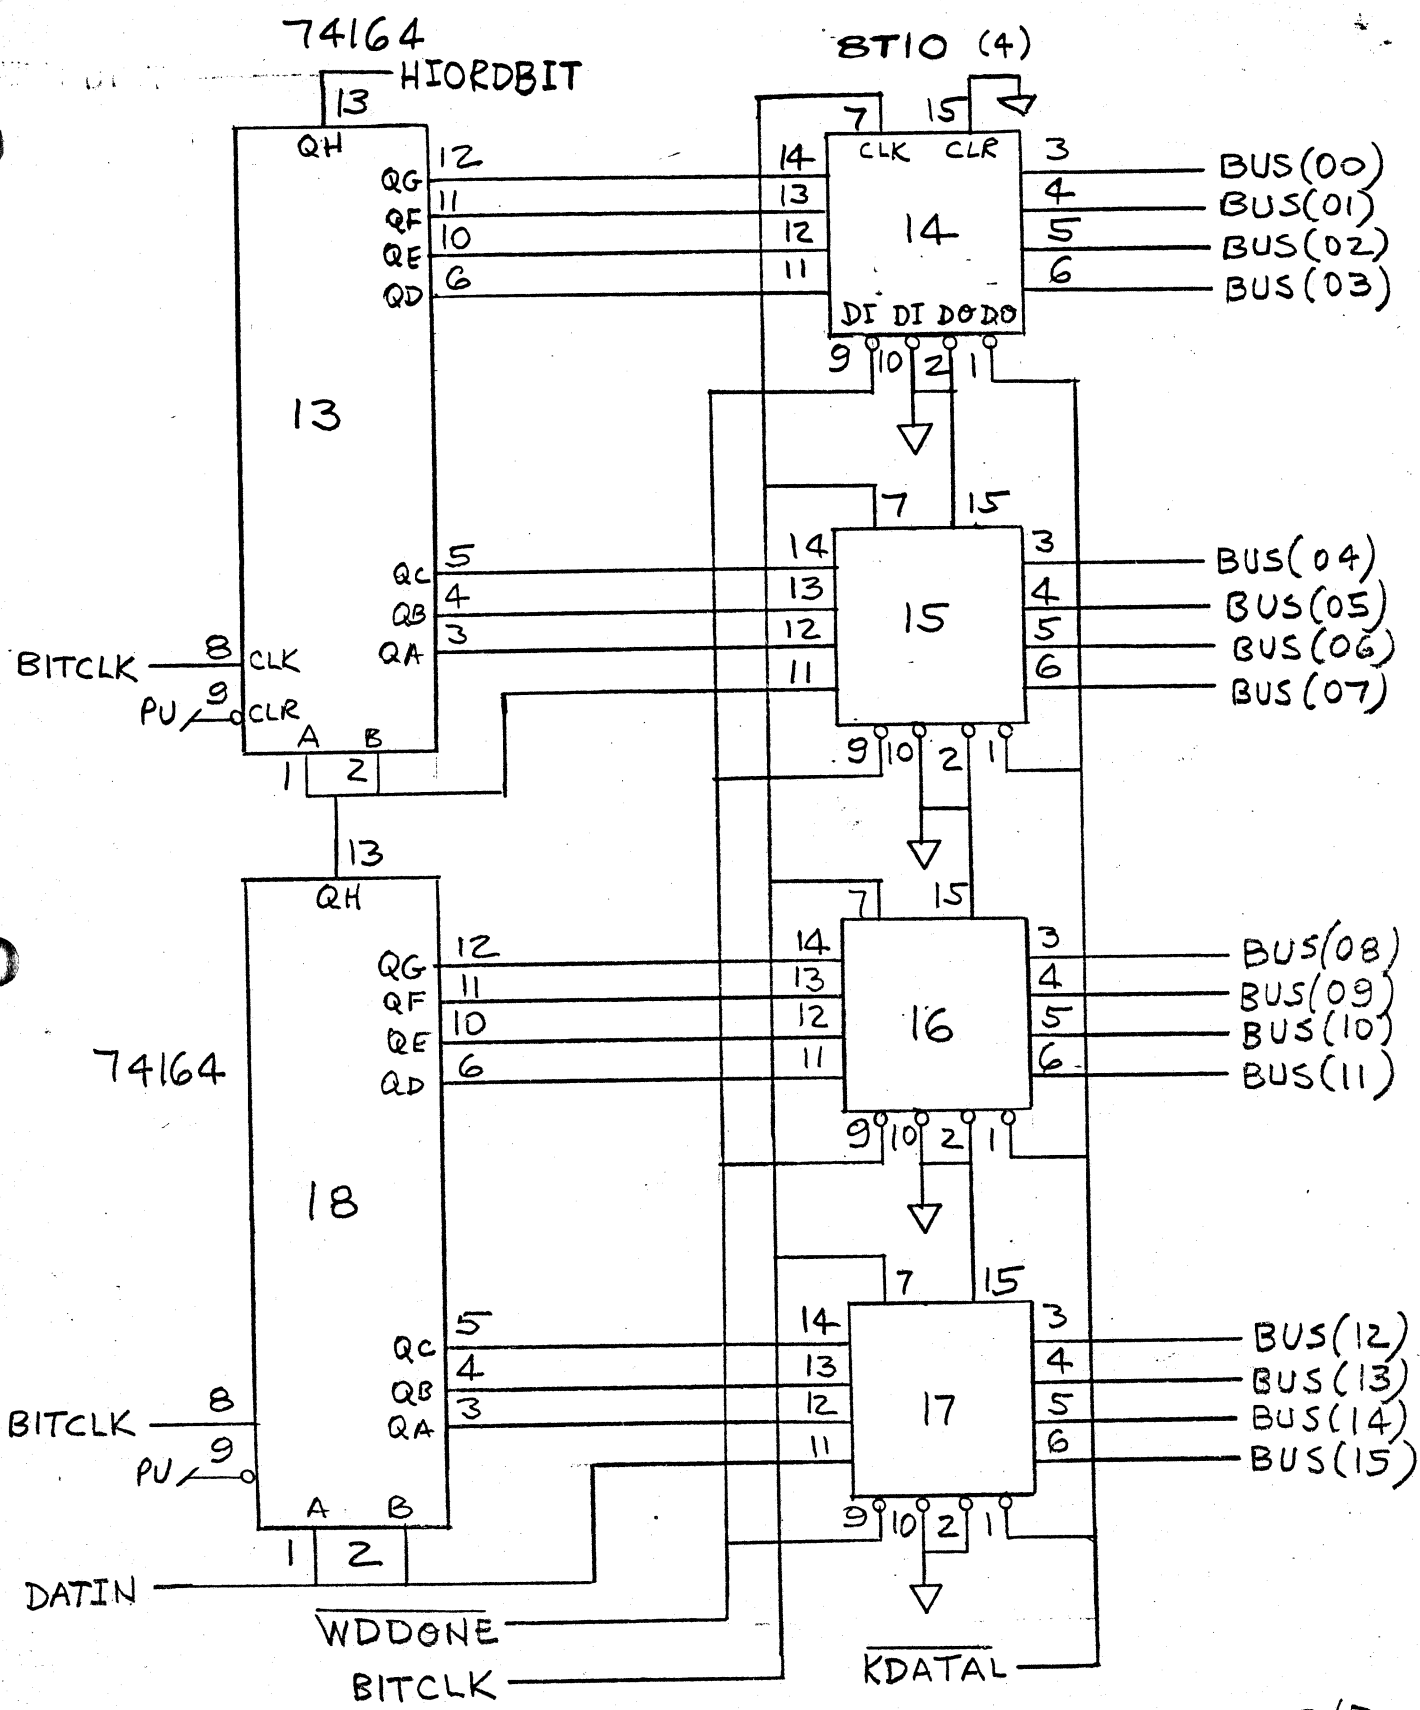 74164
HIORDBIT
13
QH
QG 12
QF 11
QE 10
QD 6
13
QC 5
QB 4
QA 3
BITCLK 8 CLK
PU 9 CLR
A B
1 2
8T10 (4)
7 15
CLK CLR
14 3 BUS(00)
13 4 BUS(01)
12 5 BUS(02)
11 6 BUS(03)
14
DI DI DO DO
9 10 2 1
7 15
14 3 BUS(04)
13 4 BUS(05)
12 5 BUS(06)
11 6 BUS(07)
15
9 10 2 1
13
QH
QG 12
QF 11
QE 10
QD 6
74164
18
QC 5
QB 4
QA 3
BITCLK 8
PU 9
A B
1 2
DATIN
7 15
14 3 BUS(08)
13 4 BUS(09)
12 5 BUS(10)
11 6 BUS(11)
16
9 10 2 1
7 15
14 3 BUS(12)
13 4 BUS(13)
12 5 BUS(14)
11 6 BUS(15)
17
9 10 2 1
WDDONE
BITCLK
KDATAL